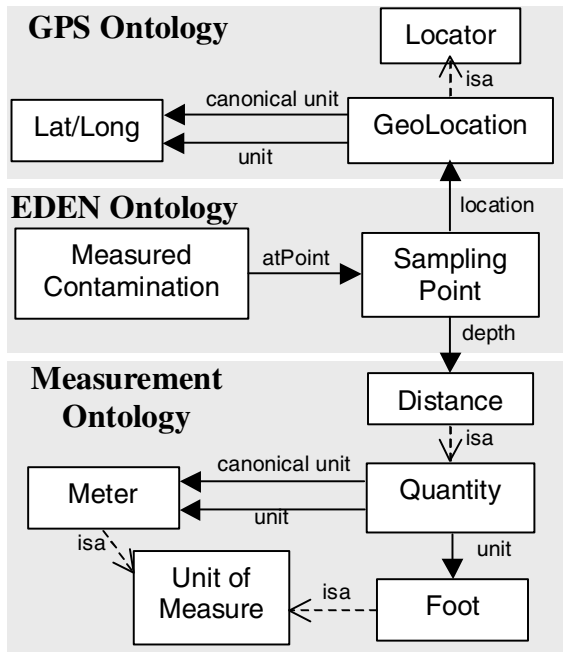 GPS Ontology
Locator
isa
canonical unit
Lat/Long
GeoLocation
unit
EDEN Ontology
location
Measured
Contamination
atPoint
Sampling
Point
depth
Measurement
Ontology
Distance
isa
canonical unit
Meter
Quantity
unit
isa
unit
Unit of
Measure
isa
Foot